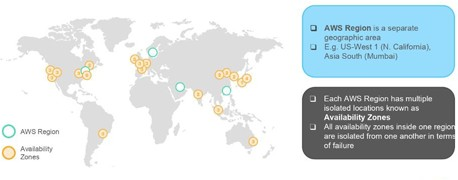 AWS Region is a separate
geographic area
E.g. US-West 1 (N. California),
Asia South (Mumbai)
Each AWS Region has multiple
isolated locations known as
Availability Zones
All availability zones inside one region
are isolated from one another in terms
of failure
AWS Region
Availability
Zones